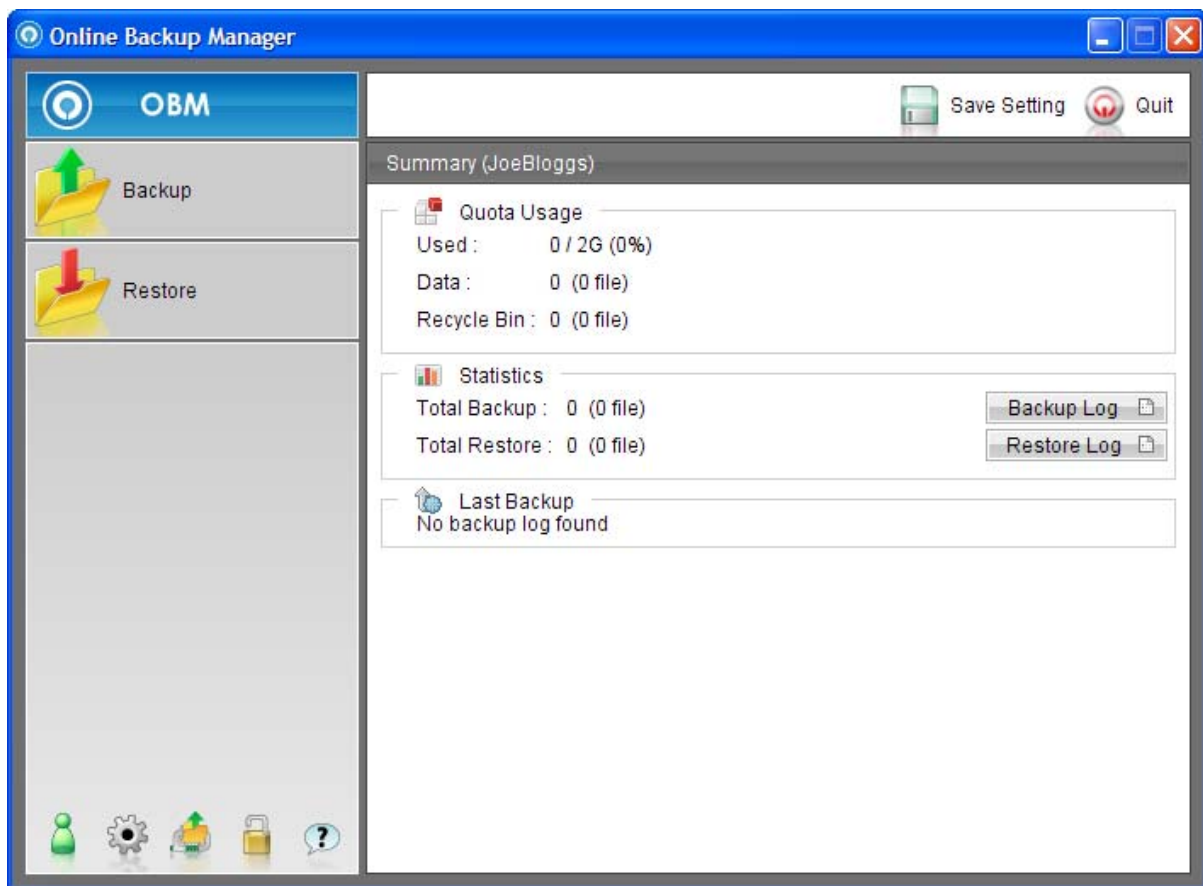 Online Backup Manager
OBM
Save Setting
Quit
Backup
Restore
Summary (JoeBloggs)
Quota Usage
Used : 0 / 2G (0%)
Data : 0 (0 file)
Recycle Bin : 0 (0 file)
Statistics
Total Backup : 0 (0 file)
Backup Log
Total Restore : 0 (0 file)
Restore Log
Last Backup
No backup log found
?